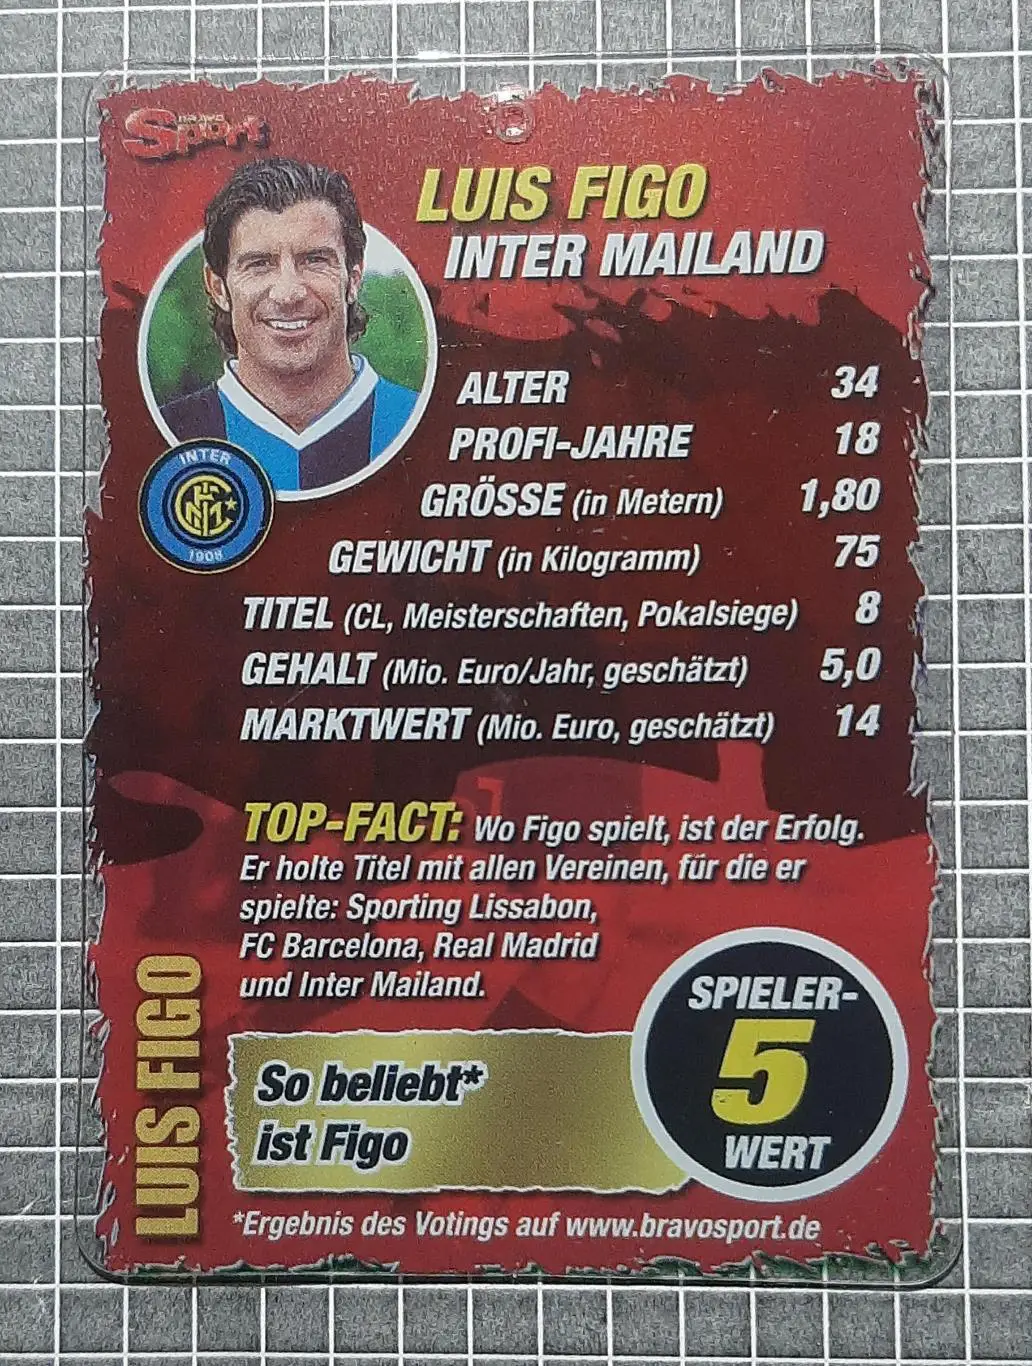 BRAVO
Sport
LUIS FIGO
INTER MAILAND
INTER
1908
ALTER 34
PROFI-JAHRE 18
GRÖSSE (in Metern) 1,80
GEWICHT (in Kilogramm) 75
TITEL (CL, Meisterschaften, Pokalsiege) 8
GEHALT (Mio. Euro/Jahr, geschätzt) 5,0
MARKTWERT (Mio. Euro, geschätzt) 14
TOP-FACT: Wo Figo spielt, ist der Erfolg.
Er holte Titel mit allen Vereinen, für die er
spielte: Sporting Lissabon,
FC Barcelona, Real Madrid
und Inter Mailand.
LUIS FIGO
So beliebt*
ist Figo
SPIELER-
5
WERT
*Ergebnis des Votings auf www.bravosport.de